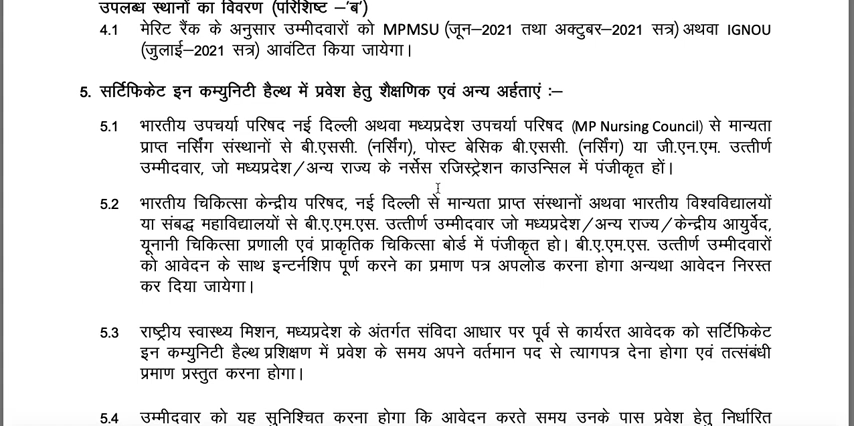 उपलब्ध स्थानों का विवरण (परिशिष्ट –'ब')
4.1 मेरिट रैंक के अनुसार उम्मीदवारों को MPMSU (जून–2021 तथा अक्टुबर–2021 सत्र) अथवा IGNOU
(जुलाई–2021 सत्र) आवंटित किया जायेगा।
5. सर्टिफिकेट इन कम्युनिटी हैल्थ में प्रवेश हेतु शैक्षणिक एवं अन्य अर्हताएं :–
5.1 भारतीय उपचर्या परिषद नई दिल्ली अथवा मध्यप्रदेश उपचर्या परिषद (MP Nursing Council) से मान्यता
प्राप्त नर्सिंग संस्थानों से बी.एससी. (नर्सिंग), पोस्ट बेसिक बी.एससी. (नर्सिंग) या जी.एन.एम. उत्तीर्ण
उम्मीदवार, जो मध्यप्रदेश/अन्य राज्य के नर्सेस रजिस्ट्रेशन काउन्सिल में पंजीकृत हों।
5.2 भारतीय चिकित्सा केन्द्रीय परिषद, नई दिल्ली से मान्यता प्राप्त संस्थानों अथवा भारतीय विश्वविद्यालयों
या संबद्ध महाविद्यालयों से बी.ए.एम.एस. उत्तीर्ण उम्मीदवार जो मध्यप्रदेश/अन्य राज्य/केन्द्रीय आयुर्वेद,
यूनानी चिकित्सा प्रणाली एवं प्राकृतिक चिकित्सा बोर्ड में पंजीकृत हो। बी.ए.एम.एस. उत्तीर्ण उम्मीदवारों
को आवेदन के साथ इन्टर्नशिप पूर्ण करने का प्रमाण पत्र अपलोड करना होगा अन्यथा आवेदन निरस्त
कर दिया जायेगा।
5.3 राष्ट्रीय स्वास्थ्य मिशन, मध्यप्रदेश के अंतर्गत संविदा आधार पर पूर्व से कार्यरत आवेदक को सर्टिफिकेट
इन कम्युनिटी हैल्थ प्रशिक्षण में प्रवेश के समय अपने वर्तमान पद से त्यागपत्र देना होगा एवं तत्संबंधी
प्रमाण प्रस्तुत करना होगा।
5.4 उम्मीदवार को यह सुनिश्चित करना होगा कि आवेदन करते समय उनके पास प्रवेश हेतु निर्धारित